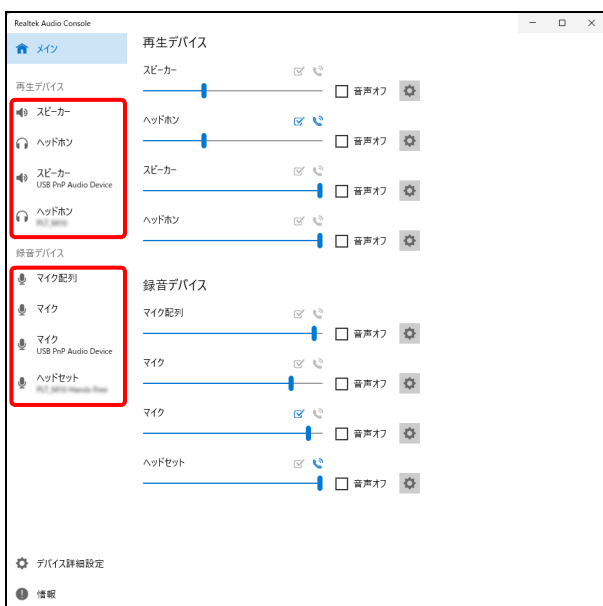 Realtek Audio Console
メイン
再生デバイス
スピーカー
ヘッドホン
スピーカー
USB PnP Audio Device
ヘッドホン
録音デバイス
マイク配列
マイク
マイク
USB PnP Audio Device
ヘッドセット
デバイス詳細設定
情報
再生デバイス
スピーカー
音声オフ
ヘッドホン
音声オフ
スピーカー
音声オフ
ヘッドホン
音声オフ
録音デバイス
マイク配列
音声オフ
マイク
音声オフ
マイク
音声オフ
ヘッドセット
音声オフ